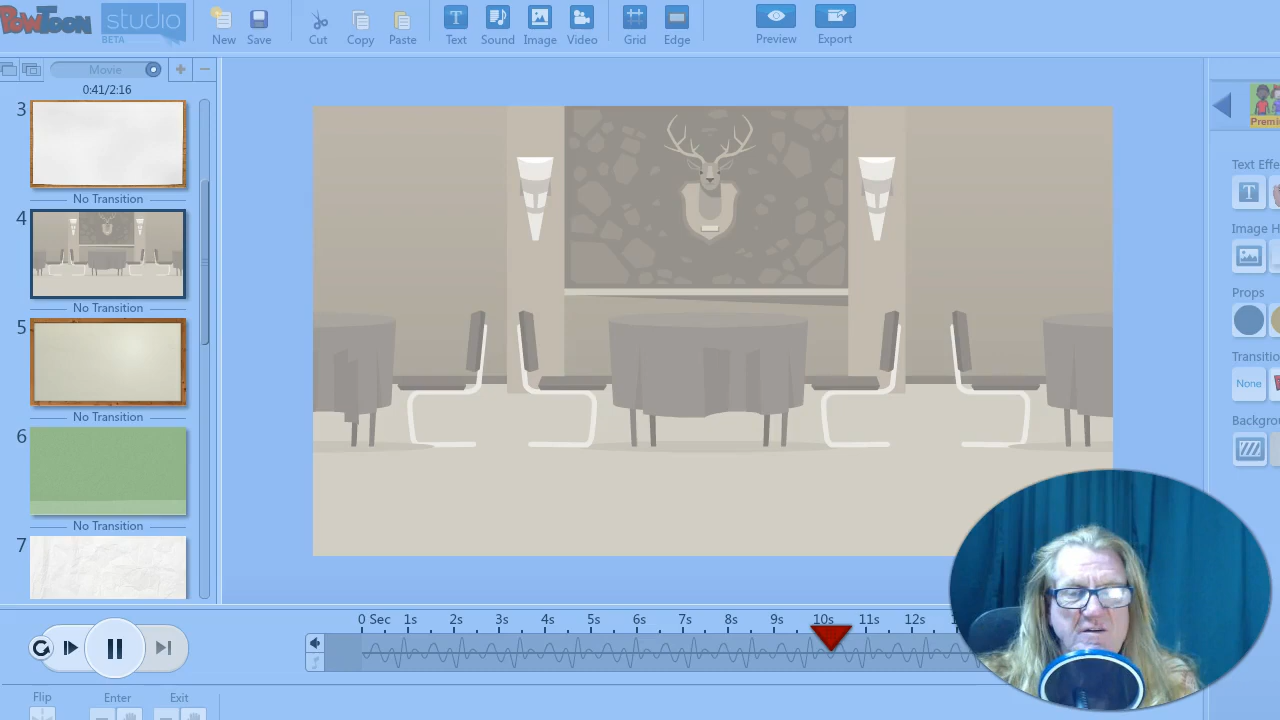 PowToon studio
BETA
New Save Cut Copy Paste Text Sound Image Video Grid Edge Preview Export
Movie
0:41/2:16
3
No Transition
4
No Transition
5
No Transition
6
No Transition
7
Text Effe
T
Image H
Props
Transitio
None
Backgrou
0 Sec 1s 2s 3s 4s 5s 6s 7s 8s 9s 10s 11s 12s
Flip Enter Exit